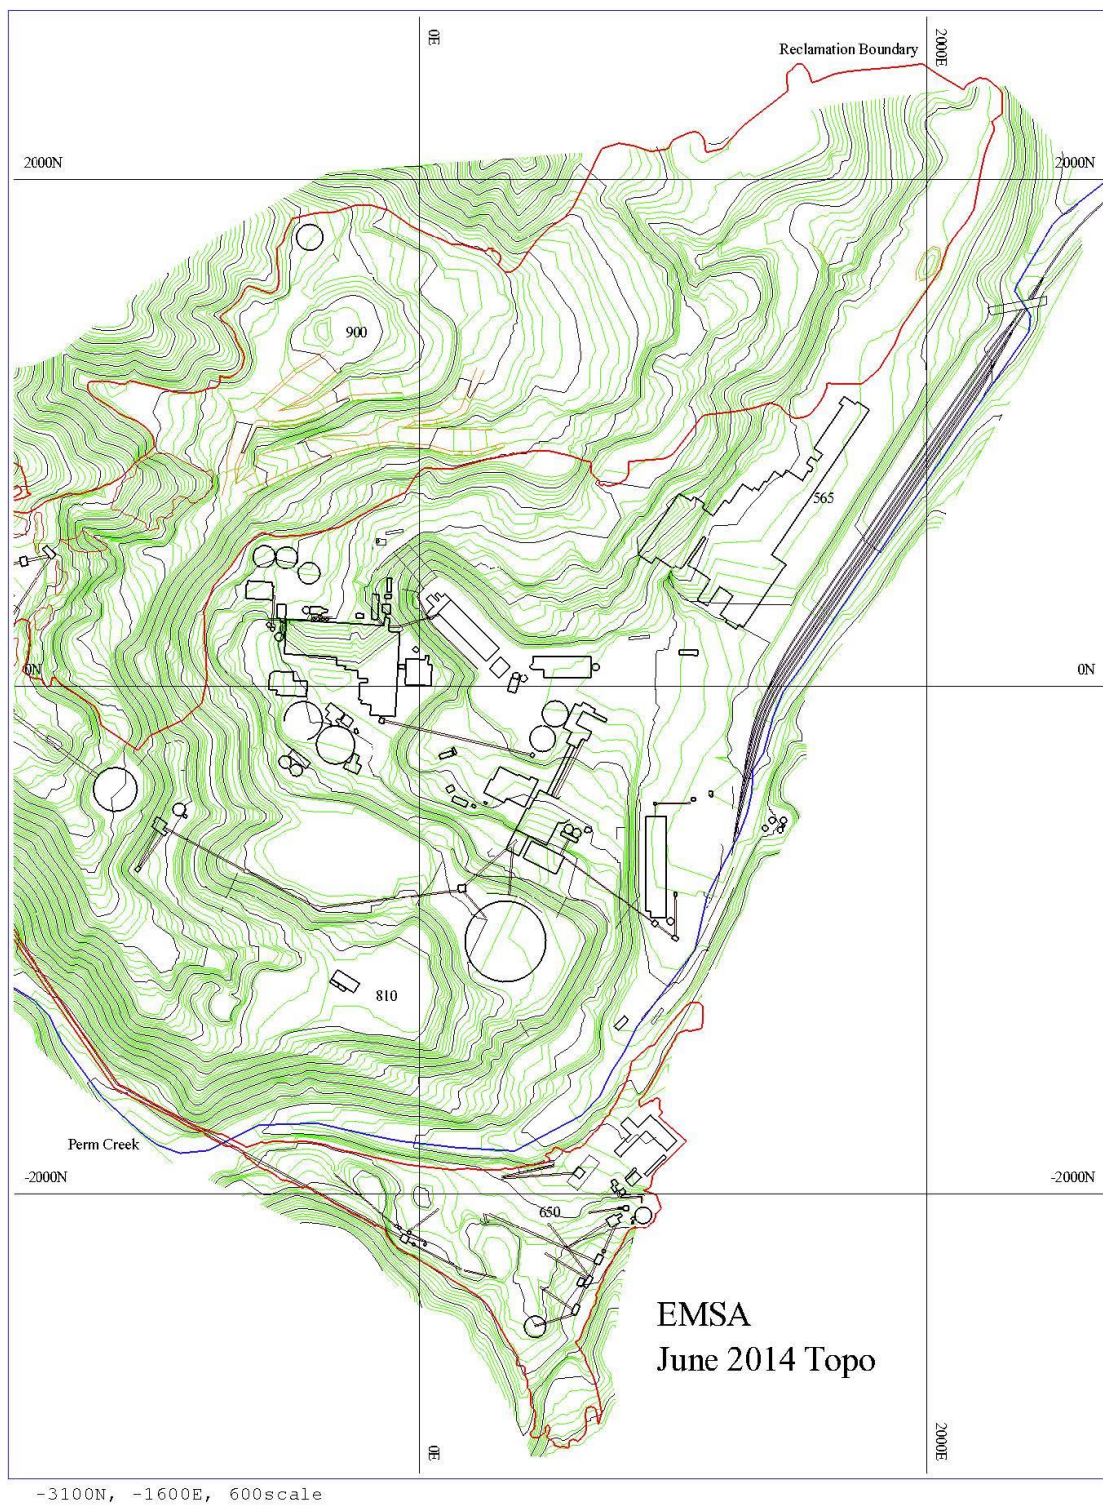 0E
2000E
Reclamation Boundary
2000N
2000N
900
565
0N
0N
810
Perm Creek
-2000N
-2000N
650
EMSA
June 2014 Topo
0E
2000E
-3100N, -1600E, 600scale